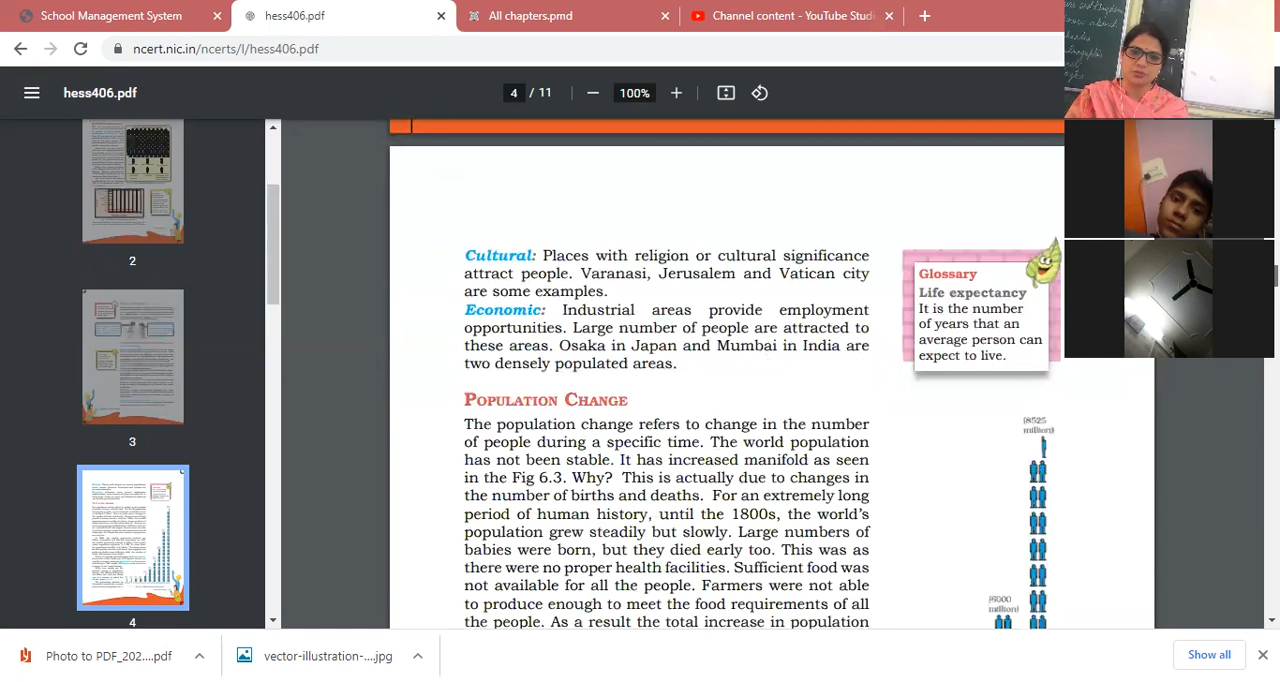 School Management System
hess406.pdf
All chapters.pmd
Channel content - YouTube Studi
ncert.nic.in/ncerts/l/hess406.pdf
hess406.pdf
4 / 11
100%
2
3
4
Cultural: Places with religion or cultural significance
attract people. Varanasi, Jerusalem and Vatican city
are some examples.
Economic: Industrial areas provide employment
opportunities. Large number of people are attracted to
these areas. Osaka in Japan and Mumbai in India are
two densely populated areas.
POPULATION CHANGE
The population change refers to change in the number
of people during a specific time. The world population
has not been stable. It has increased manifold as seen
in the Fig 6.3. Why? This is actually due to changes in
the number of births and deaths. For an extremely long
period of human history, until the 1800s, the world's
population grew steadily but slowly. Large numbers of
babies were born, but they died early too. This was as
there were no proper health facilities. Sufficient food was
not available for all the people. Farmers were not able
to produce enough to meet the food requirements of all
the people. As a result the total increase in population
Glossary
Life expectancy
It is the number
of years that an
average person can
expect to live.
(8525
million)
(6000
million)
Photo to PDF_202....pdf
vector-illustration-....jpg
Show all